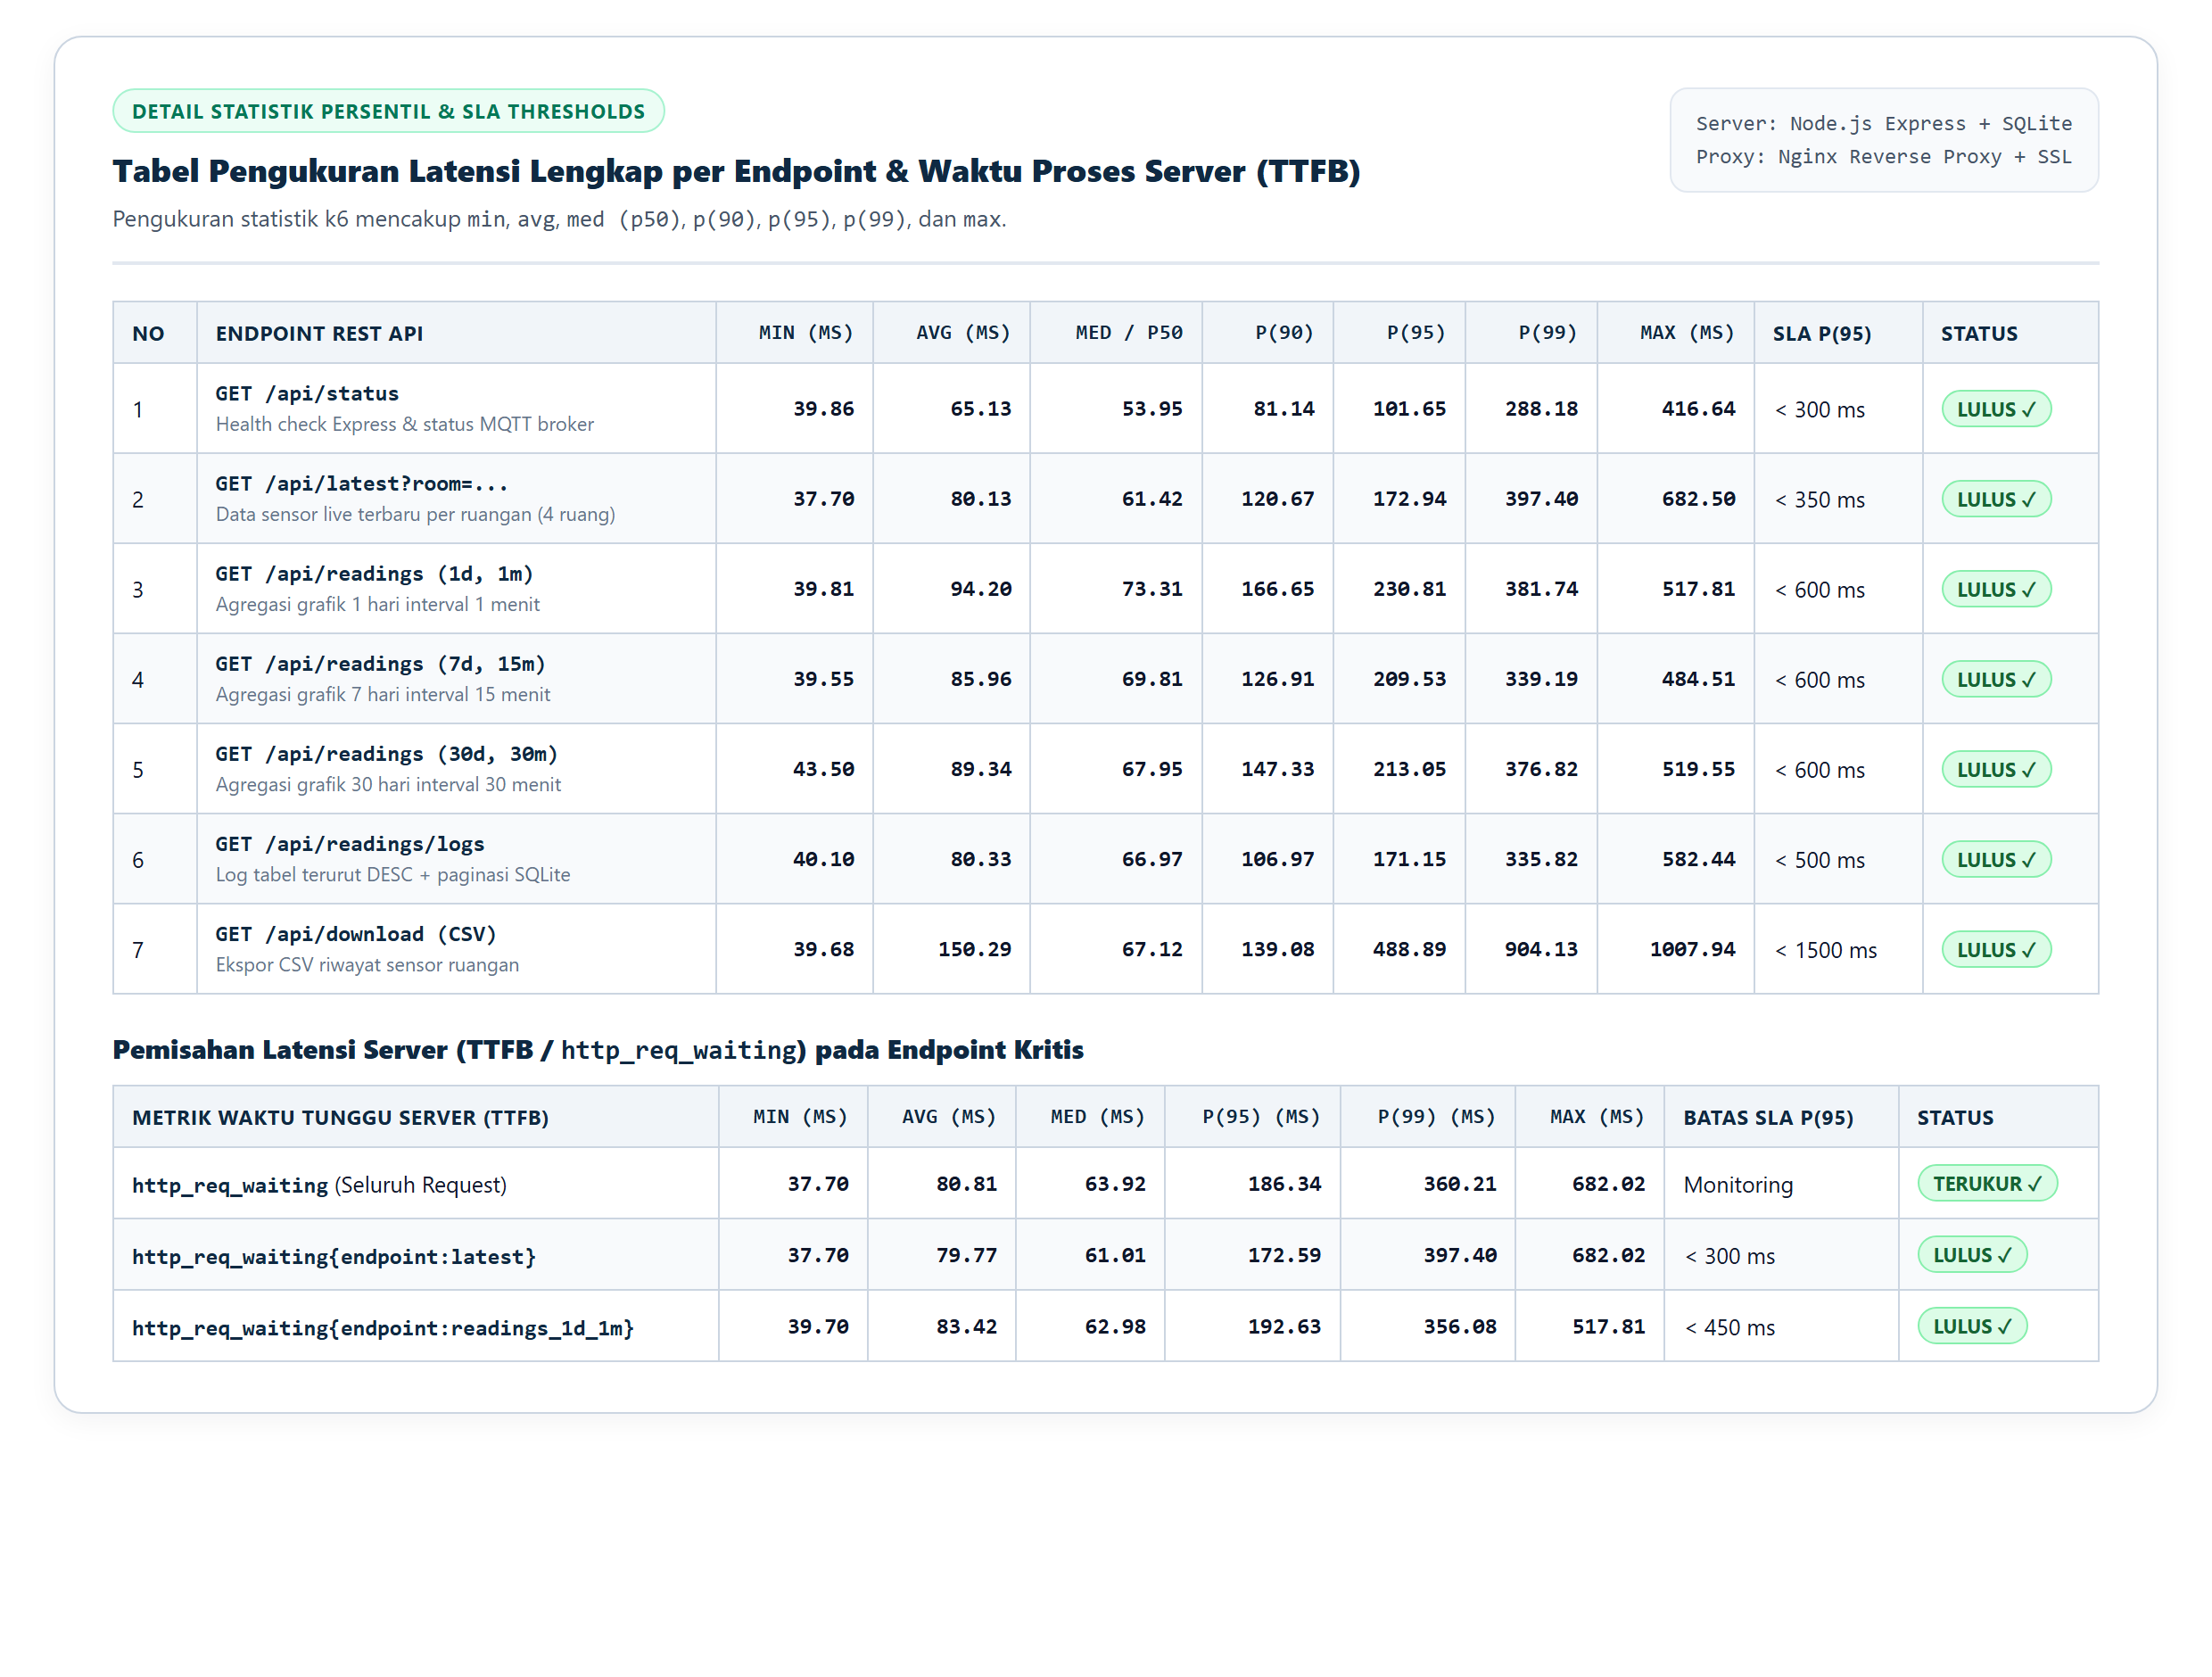 DETAIL STATISTIK PERSENTIL & SLA THRESHOLDS
Tabel Pengukuran Latensi Lengkap per Endpoint & Waktu Proses Server (TTFB)
Pengukuran statistik k6 mencakup min, avg, med (p50), p(90), p(95), p(99), dan max.
Server: Node.js Express + SQLite
Proxy: Nginx Reverse Proxy + SSL
NO ENDPOINT REST API MIN (MS) AVG (MS) MED / P50 P(90) P(95) P(99) MAX (MS) SLA P(95) STATUS
1 GET /api/status 39.86 65.13 53.95 81.14 101.65 288.18 416.64 < 300 ms LULUS ✓
Health check Express & status MQTT broker
2 GET /api/latest?room=... 37.70 80.13 61.42 120.67 172.94 397.40 682.50 < 350 ms LULUS ✓
Data sensor live terbaru per ruangan (4 ruang)
3 GET /api/readings (1d, 1m) 39.81 94.20 73.31 166.65 230.81 381.74 517.81 < 600 ms LULUS ✓
Agregasi grafik 1 hari interval 1 menit
4 GET /api/readings (7d, 15m) 39.55 85.96 69.81 126.91 209.53 339.19 484.51 < 600 ms LULUS ✓
Agregasi grafik 7 hari interval 15 menit
5 GET /api/readings (30d, 30m) 43.50 89.34 67.95 147.33 213.05 376.82 519.55 < 600 ms LULUS ✓
Agregasi grafik 30 hari interval 30 menit
6 GET /api/readings/logs 40.10 80.33 66.97 106.97 171.15 335.82 582.44 < 500 ms LULUS ✓
Log tabel terurut DESC + paginasi SQLite
7 GET /api/download (CSV) 39.68 150.29 67.12 139.08 488.89 904.13 1007.94 < 1500 ms LULUS ✓
Ekspor CSV riwayat sensor ruangan
Pemisahan Latensi Server (TTFB / http_req_waiting) pada Endpoint Kritis
METRIK WAKTU TUNGGU SERVER (TTFB) MIN (MS) AVG (MS) MED (MS) P(95) (MS) P(99) (MS) MAX (MS) BATAS SLA P(95) STATUS
http_req_waiting (Seluruh Request) 37.70 80.81 63.92 186.34 360.21 682.02 Monitoring TERUKUR ✓
http_req_waiting{endpoint:latest} 37.70 79.77 61.01 172.59 397.40 682.02 < 300 ms LULUS ✓
http_req_waiting{endpoint:readings_1d_1m} 39.70 83.42 62.98 192.63 356.08 517.81 < 450 ms LULUS ✓